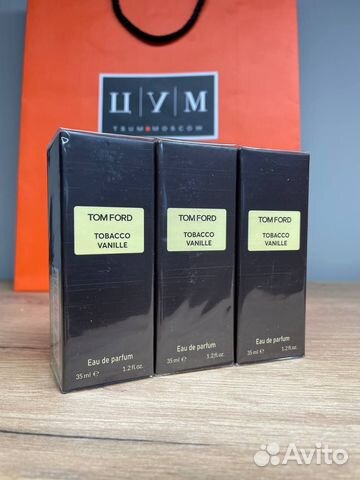 Ц|У|М
TSUM MOSCOW
TOM FORD
TOBACCO
VANILLE
Eau de parfum
35 ml ℮ 1.2 fl.oz.
TOM FORD
TOBACCO
VANILLE
Eau de parfum
35 ml ℮ 1.2 fl.oz.
TOM FORD
TOBACCO
VANILLE
Eau de parfum
35 ml ℮ 1.2 fl.oz.
Avito